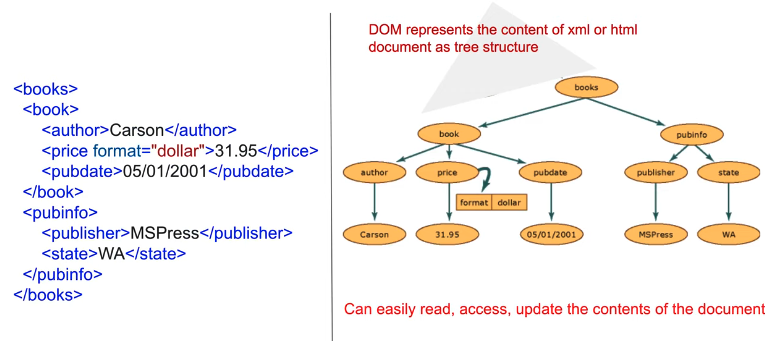 <books>
<book>
<author>Carson</author>
<price format="dollar">31.95</price>
<pubdate>05/01/2001</pubdate>
</book>
<pubinfo>
<publisher>MSPress</publisher>
<state>WA</state>
</pubinfo>
</books>
DOM represents the content of xml or html
document as tree structure
books
book
pubinfo
author
price
pubdate
publisher
state
format dollar
Carson
31.95
05/01/2001
MSPress
WA
Can easily read, access, update the contents of the document